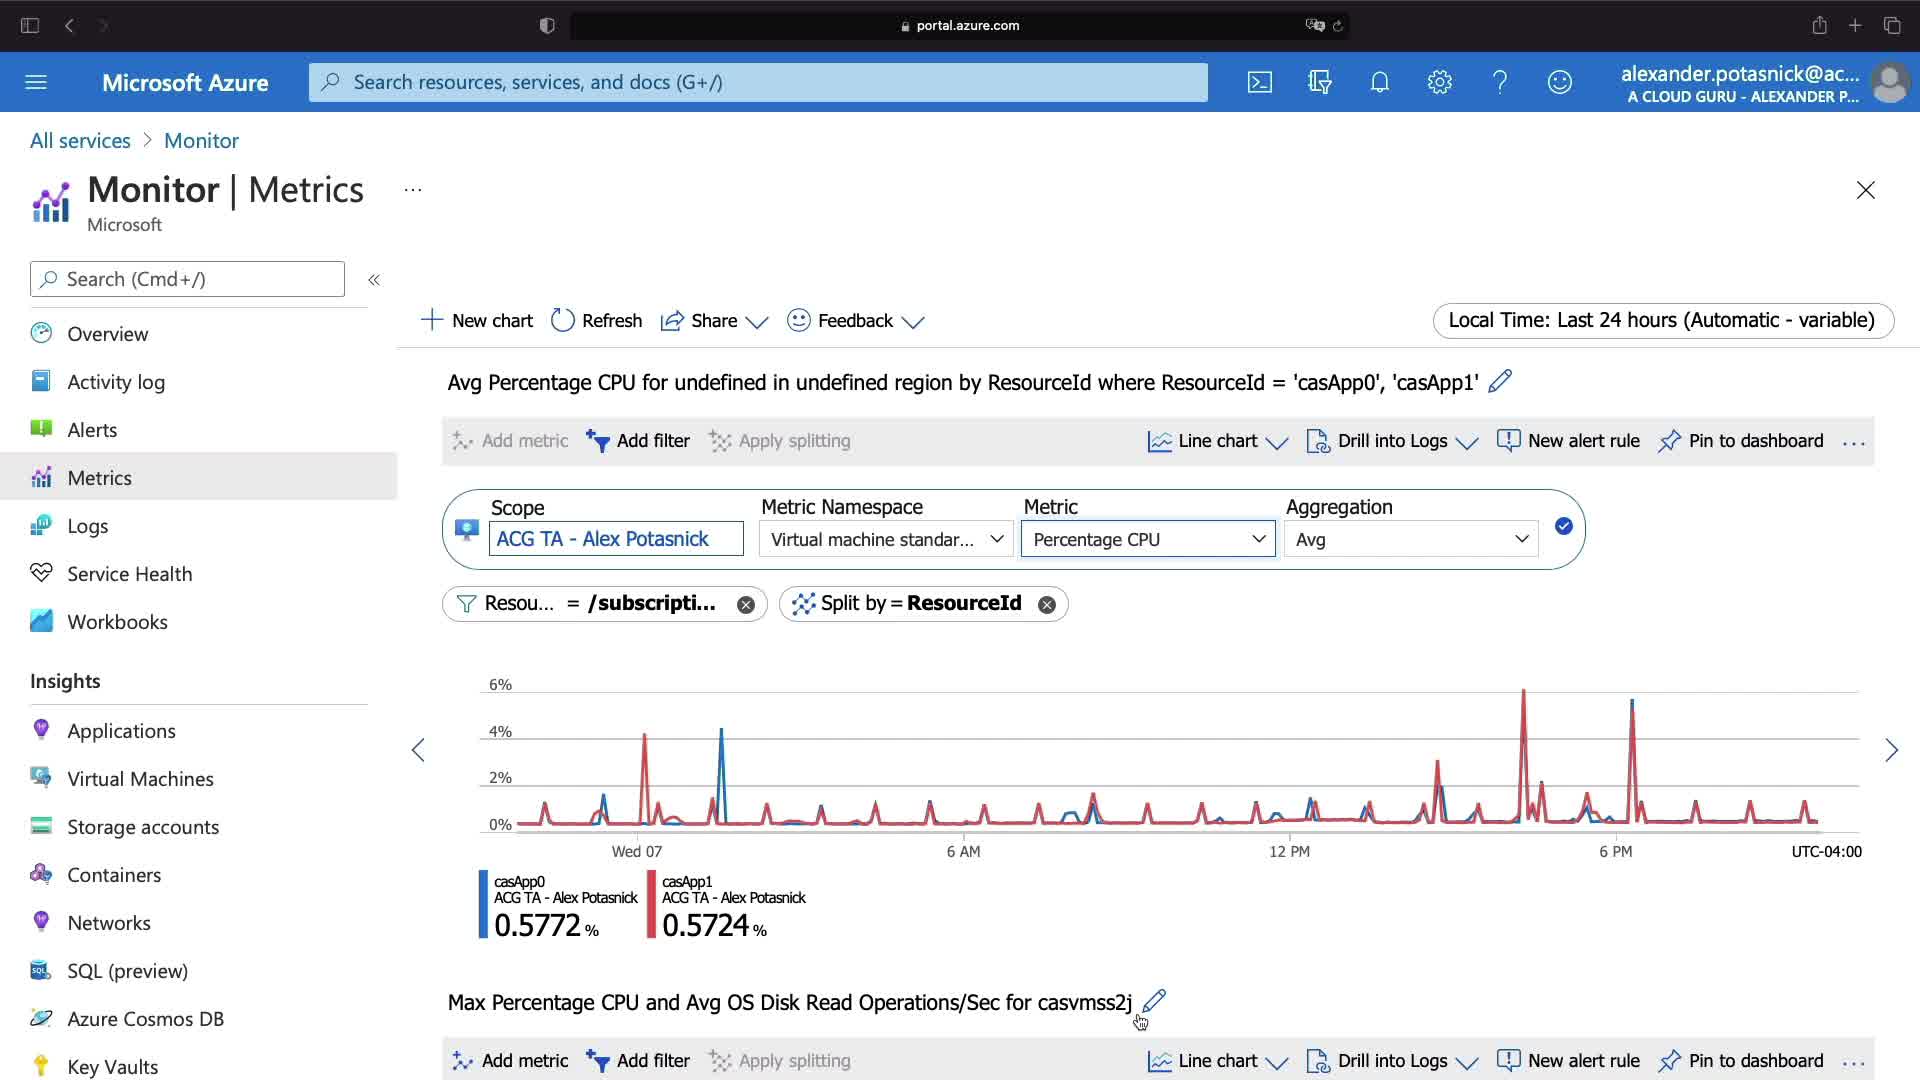 portal.azure.com
Microsoft Azure
Search resources, services, and docs (G+/)
alexander.potasnick@ac...
A CLOUD GURU - ALEXANDER P...
All services > Monitor
Monitor | Metrics ...
Microsoft
Search (Cmd+/)
«
Overview
Activity log
Alerts
Metrics
Logs
Service Health
Workbooks
Insights
Applications
Virtual Machines
Storage accounts
Containers
Networks
SQL (preview)
Azure Cosmos DB
Key Vaults
New chart Refresh Share Feedback
Local Time: Last 24 hours (Automatic - variable)
Avg Percentage CPU for undefined in undefined region by ResourceId where ResourceId = 'casApp0', 'casApp1'
Add metric Add filter Apply splitting Line chart Drill into Logs New alert rule Pin to dashboard ...
Scope Metric Namespace Metric Aggregation
ACG TA - Alex Potasnick Virtual machine standar... Percentage CPU Avg
Resou... = /subscripti... Split by = ResourceId
6%
4%
2%
0%
Wed 07 6 AM 12 PM 6 PM UTC-04:00
casApp0
ACG TA - Alex Potasnick
0.5772 %
casApp1
ACG TA - Alex Potasnick
0.5724 %
Max Percentage CPU and Avg OS Disk Read Operations/Sec for casvmss2j
Add metric Add filter Apply splitting Line chart Drill into Logs New alert rule Pin to dashboard ...